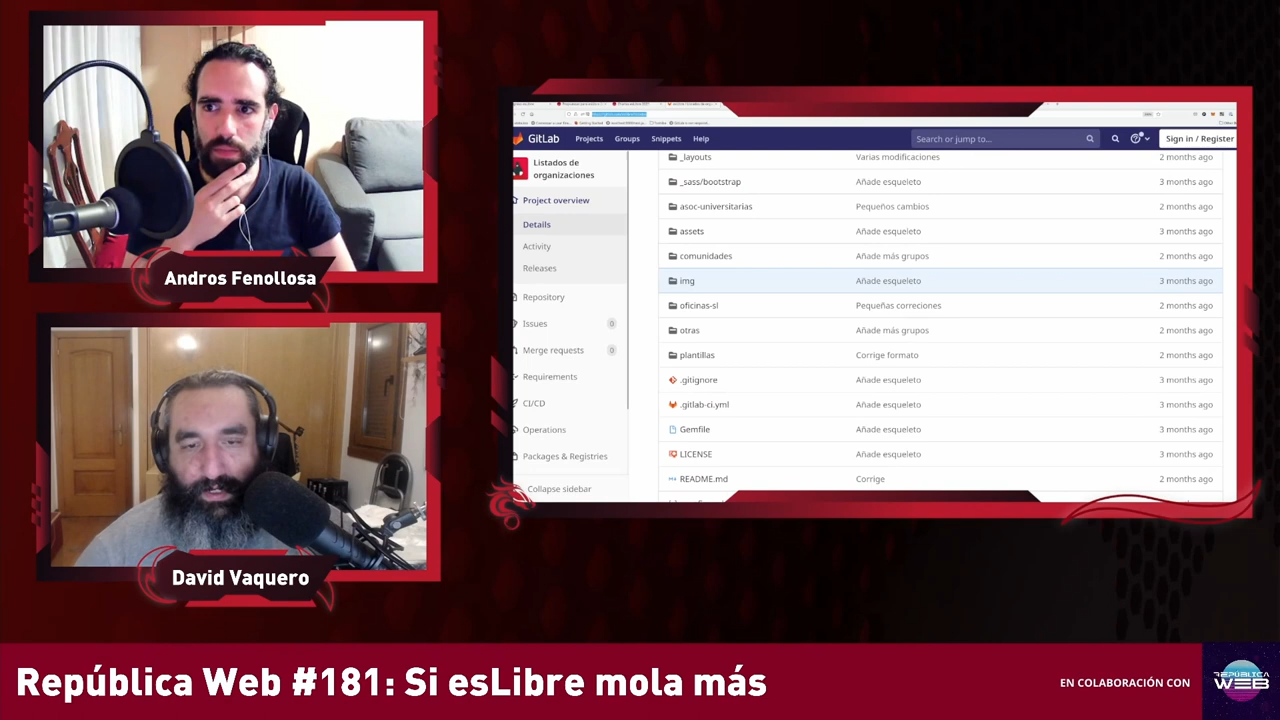 Andros Fenollosa
David Vaquero
GitLab
Projects
Groups
Snippets
Help
Search or jump to...
Sign in / Register
Listados de
organizaciones
Project overview
Details
Activity
Releases
Repository
Issues 0
Merge requests 0
Requirements
CI/CD
Operations
Packages & Registries
Collapse sidebar
_layouts Varias modificaciones 2 months ago
_sass/bootstrap Añade esqueleto 3 months ago
asoc-universitarias Pequeños cambios 2 months ago
assets Añade esqueleto 3 months ago
comunidades Añade más grupos 2 months ago
img Añade esqueleto 3 months ago
oficinas-sl Pequeñas correciones 2 months ago
otras Añade más grupos 2 months ago
plantillas Corrige formato 2 months ago
.gitignore Añade esqueleto 3 months ago
.gitlab-ci.yml Añade esqueleto 3 months ago
Gemfile Añade esqueleto 3 months ago
LICENSE Añade esqueleto 3 months ago
README.md Corrige 2 months ago
República Web #181: Si esLibre mola más
EN COLABORACIÓN CON
REPÚBLICA
WEB